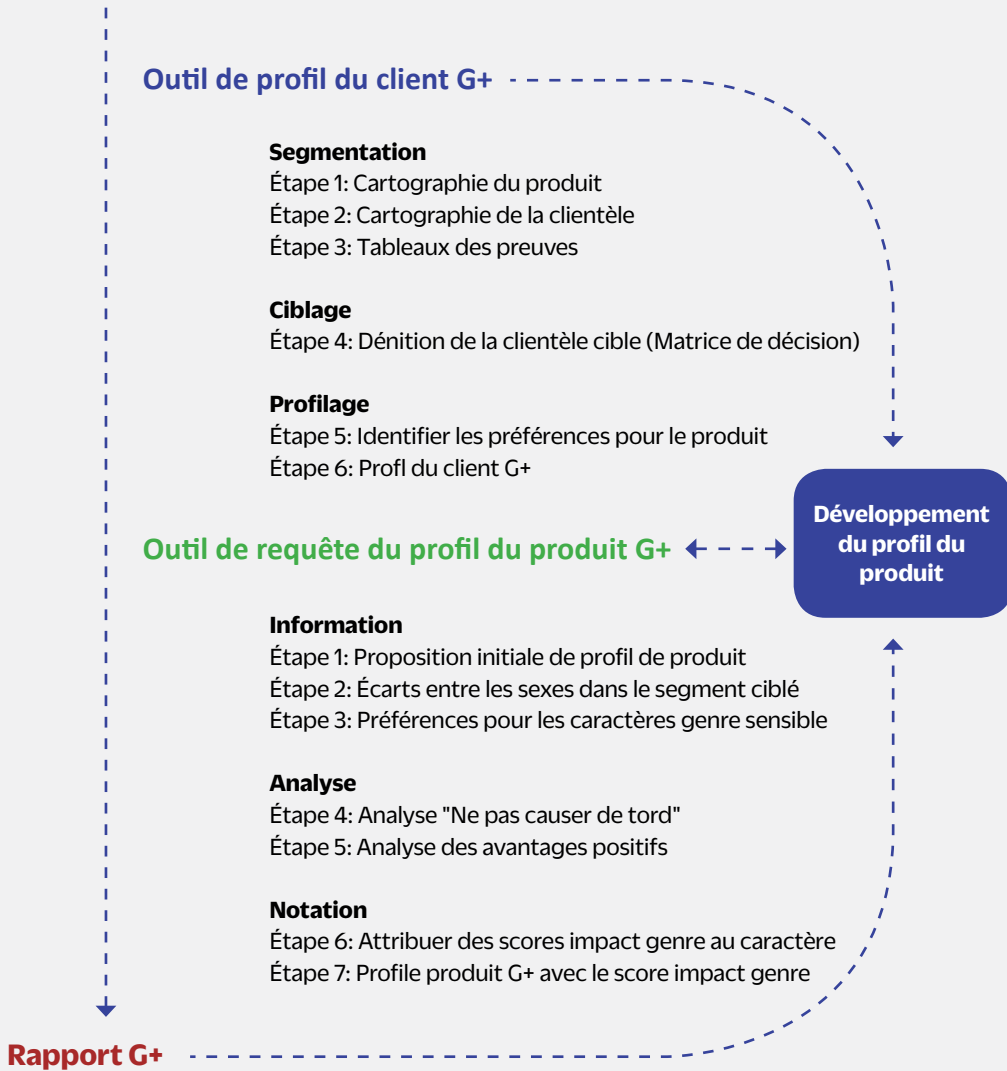 Outil de profil du client G+
Segmentation
Étape 1: Cartographie du produit
Étape 2: Cartographie de la clientèle
Étape 3: Tableaux des preuves
Ciblage
Étape 4: Dénition de la clientèle cible (Matrice de décision)
Profilage
Étape 5: Identifier les préférences pour le produit
Étape 6: Profl du client G+
Développement
du profil du
produit
Outil de requête du profil du produit G+
Information
Étape 1: Proposition initiale de profil de produit
Étape 2: Écarts entre les sexes dans le segment ciblé
Étape 3: Préférences pour les caractères genre sensible
Analyse
Étape 4: Analyse "Ne pas causer de tord"
Étape 5: Analyse des avantages positifs
Notation
Étape 6: Attribuer des scores impact genre au caractère
Étape 7: Profile produit G+ avec le score impact genre
Rapport G+